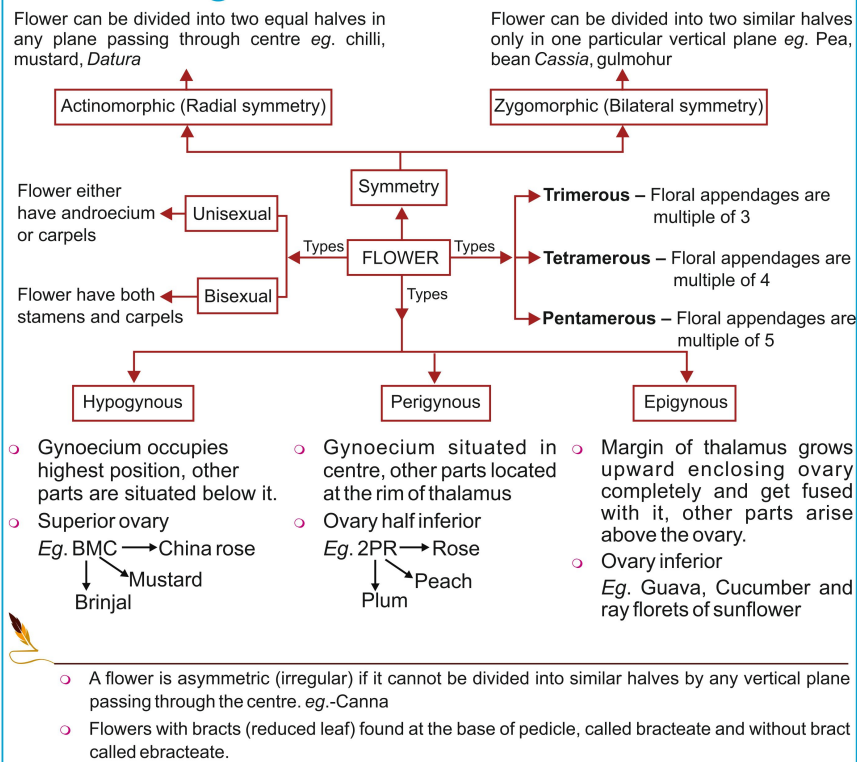 Flower can be divided into two equal halves in
any plane passing through centre eg. chilli,
mustard, Datura
Flower can be divided into two similar halves
only in one particular vertical plane eg. Pea,
bean Cassia, gulmohur
Actinomorphic (Radial symmetry)
Zygomorphic (Bilateral symmetry)
Symmetry
Flower either
have androecium
or carpels
Unisexual
Trimerous – Floral appendages are
multiple of 3
Types
FLOWER
Types
Tetramerous – Floral appendages are
multiple of 4
Flower have both
stamens and carpels
Bisexual
Types
Pentamerous – Floral appendages are
multiple of 5
Hypogynous
Perigynous
Epigynous
Gynoecium occupies
highest position, other
parts are situated below it.
Superior ovary
Eg. BMC China rose
Mustard
Brinjal
Gynoecium situated in
centre, other parts located
at the rim of thalamus
Ovary half inferior
Eg. 2PR Rose
Peach
Plum
Margin of thalamus grows
upward enclosing ovary
completely and get fused
with it, other parts arise
above the ovary.
Ovary inferior
Eg. Guava, Cucumber and
ray florets of sunflower
A flower is asymmetric (irregular) if it cannot be divided into similar halves by any vertical plane
passing through the centre. eg.-Canna
Flowers with bracts (reduced leaf) found at the base of pedicle, called bracteate and without bract
called ebracteate.